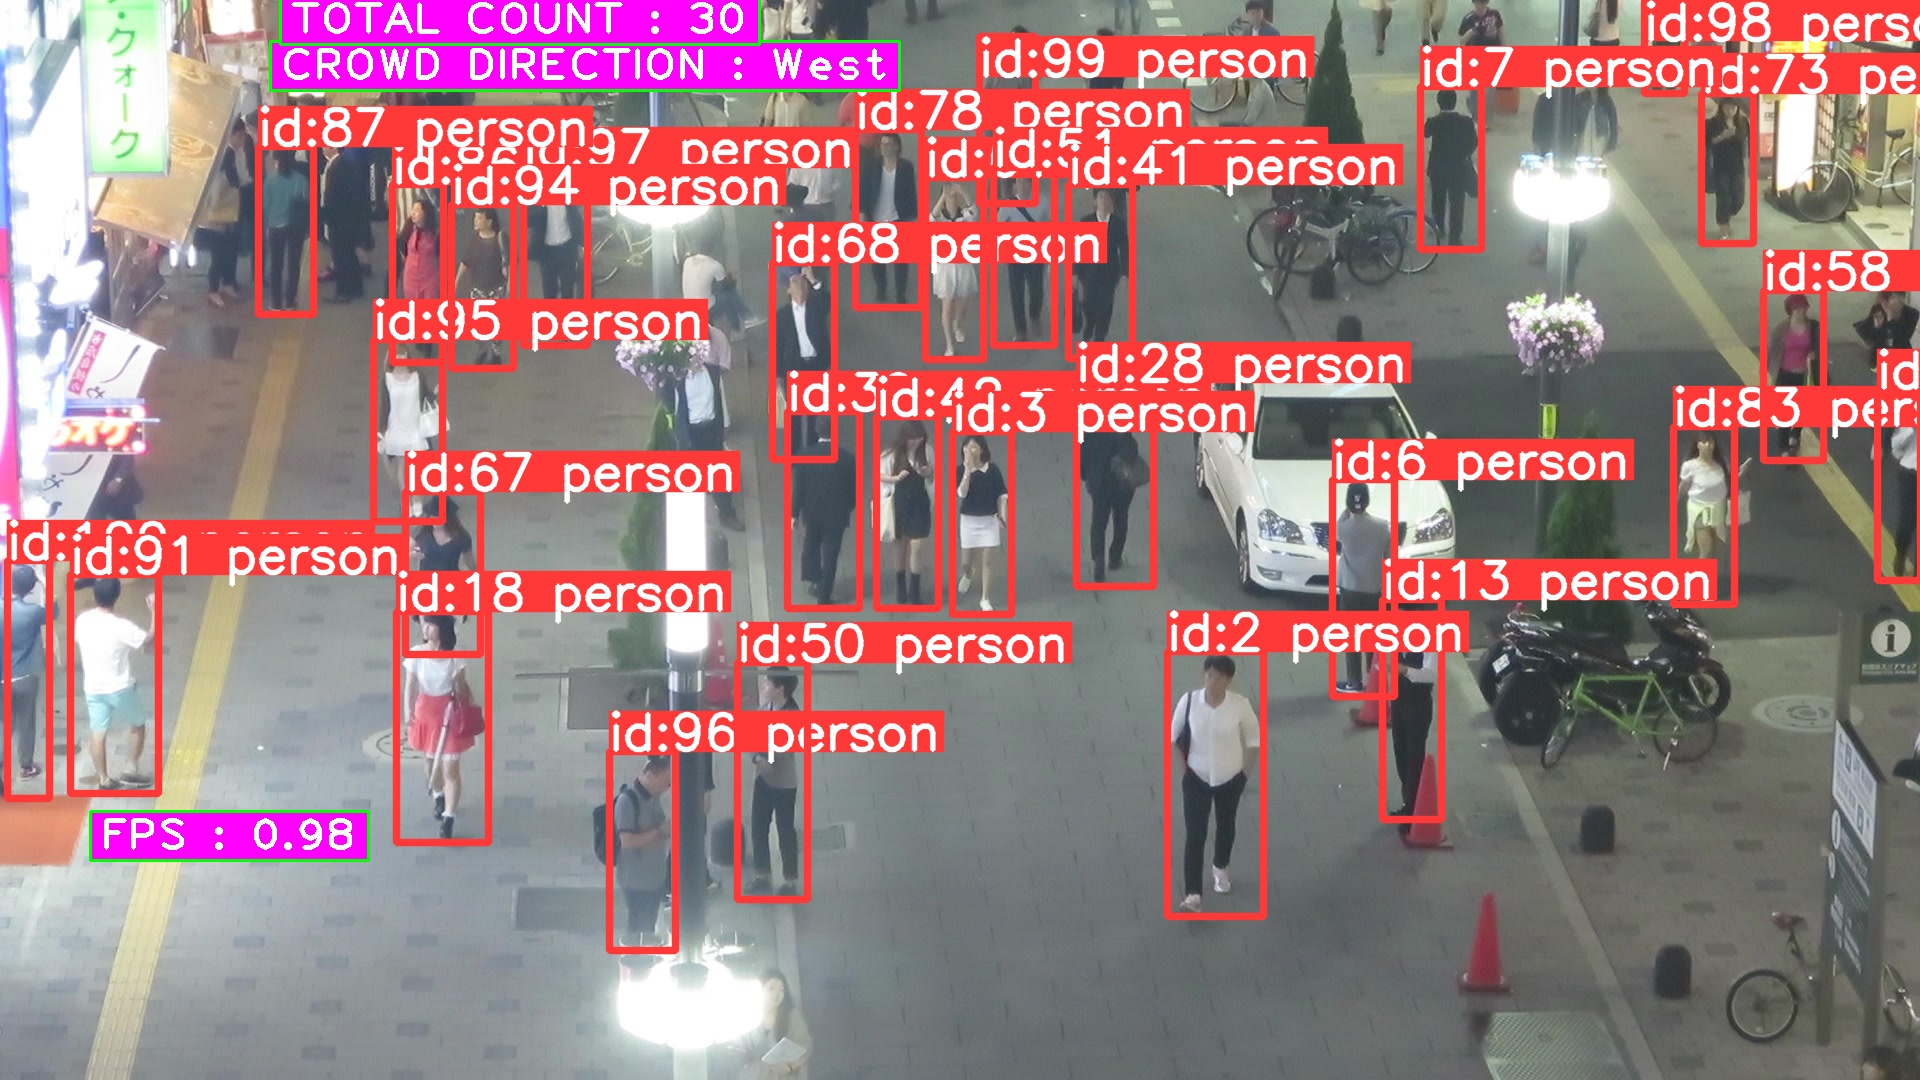 TOTAL COUNT : 30
CROWD DIRECTION : West
id:98 perso
id:99 person
id:7 person
id:73 pe
クォーク
id:78 person
id:87 person
id:97 person
id:41 person
id:94 person
id:68 person
id:58
id:95 person
id:28 person
id:3 person
id:83 per
id:6 person
id:67 person
id:91 person
id:13 person
id:18 person
id:2 person
id:50 person
id:96 person
FPS : 0.98